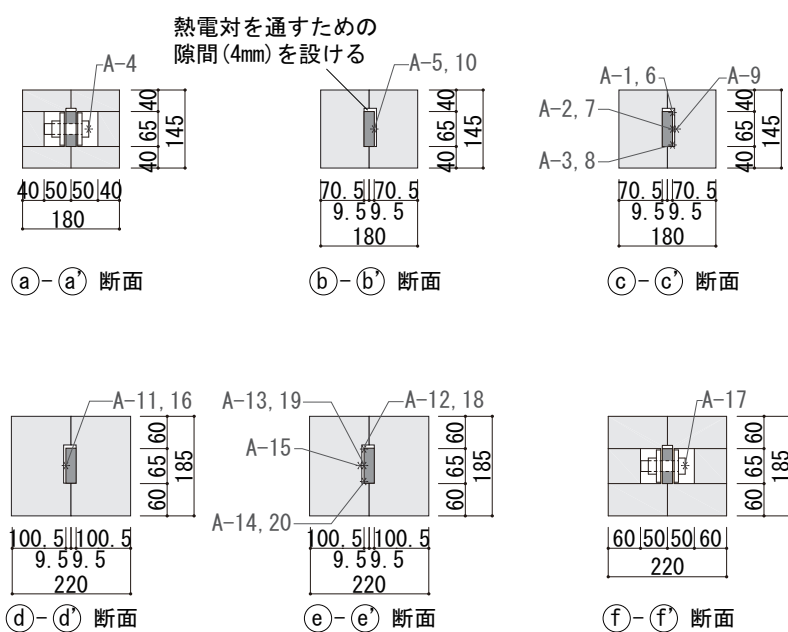 熱電対を通すための
隙間(4mm)を設ける
A-4
40
65
40
145
40 50 50 40
180
ⓐ-ⓐ' 断面
A-5, 10
40
65
40
145
70.5 70.5
9.5 9.5
180
ⓑ-ⓑ' 断面
A-1, 6
A-9
A-2, 7
A-3, 8
40
65
40
145
70.5 70.5
9.5 9.5
180
ⓒ-ⓒ' 断面
A-11, 16
60
65
60
185
100.5 100.5
9.5 9.5
220
ⓓ-ⓓ' 断面
A-13, 19
A-12, 18
A-15
A-14, 20
60
65
60
185
100.5 100.5
9.5 9.5
220
ⓔ-ⓔ' 断面
A-17
60
65
60
185
60 50 50 60
220
ⓕ-ⓕ' 断面